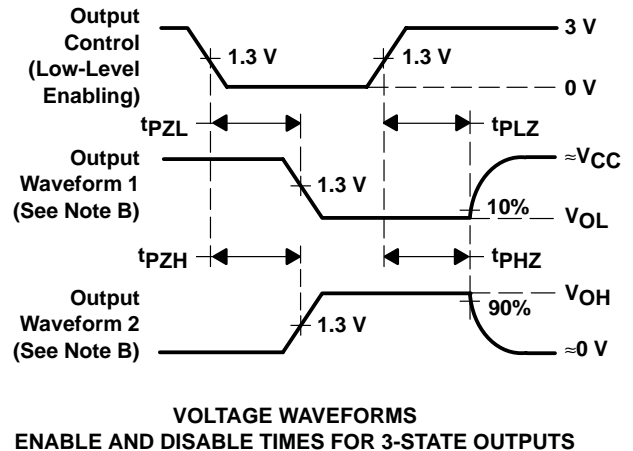 Output
Control
(Low-Level
Enabling)
1.3 V
1.3 V
3 V
0 V
tPZL
tPLZ
Output
Waveform 1
(See Note B)
1.3 V
≈VCC
10%
VOL
tPZH
tPHZ
Output
Waveform 2
(See Note B)
1.3 V
VOH
90%
≈0 V
VOLTAGE WAVEFORMS
ENABLE AND DISABLE TIMES FOR 3-STATE OUTPUTS